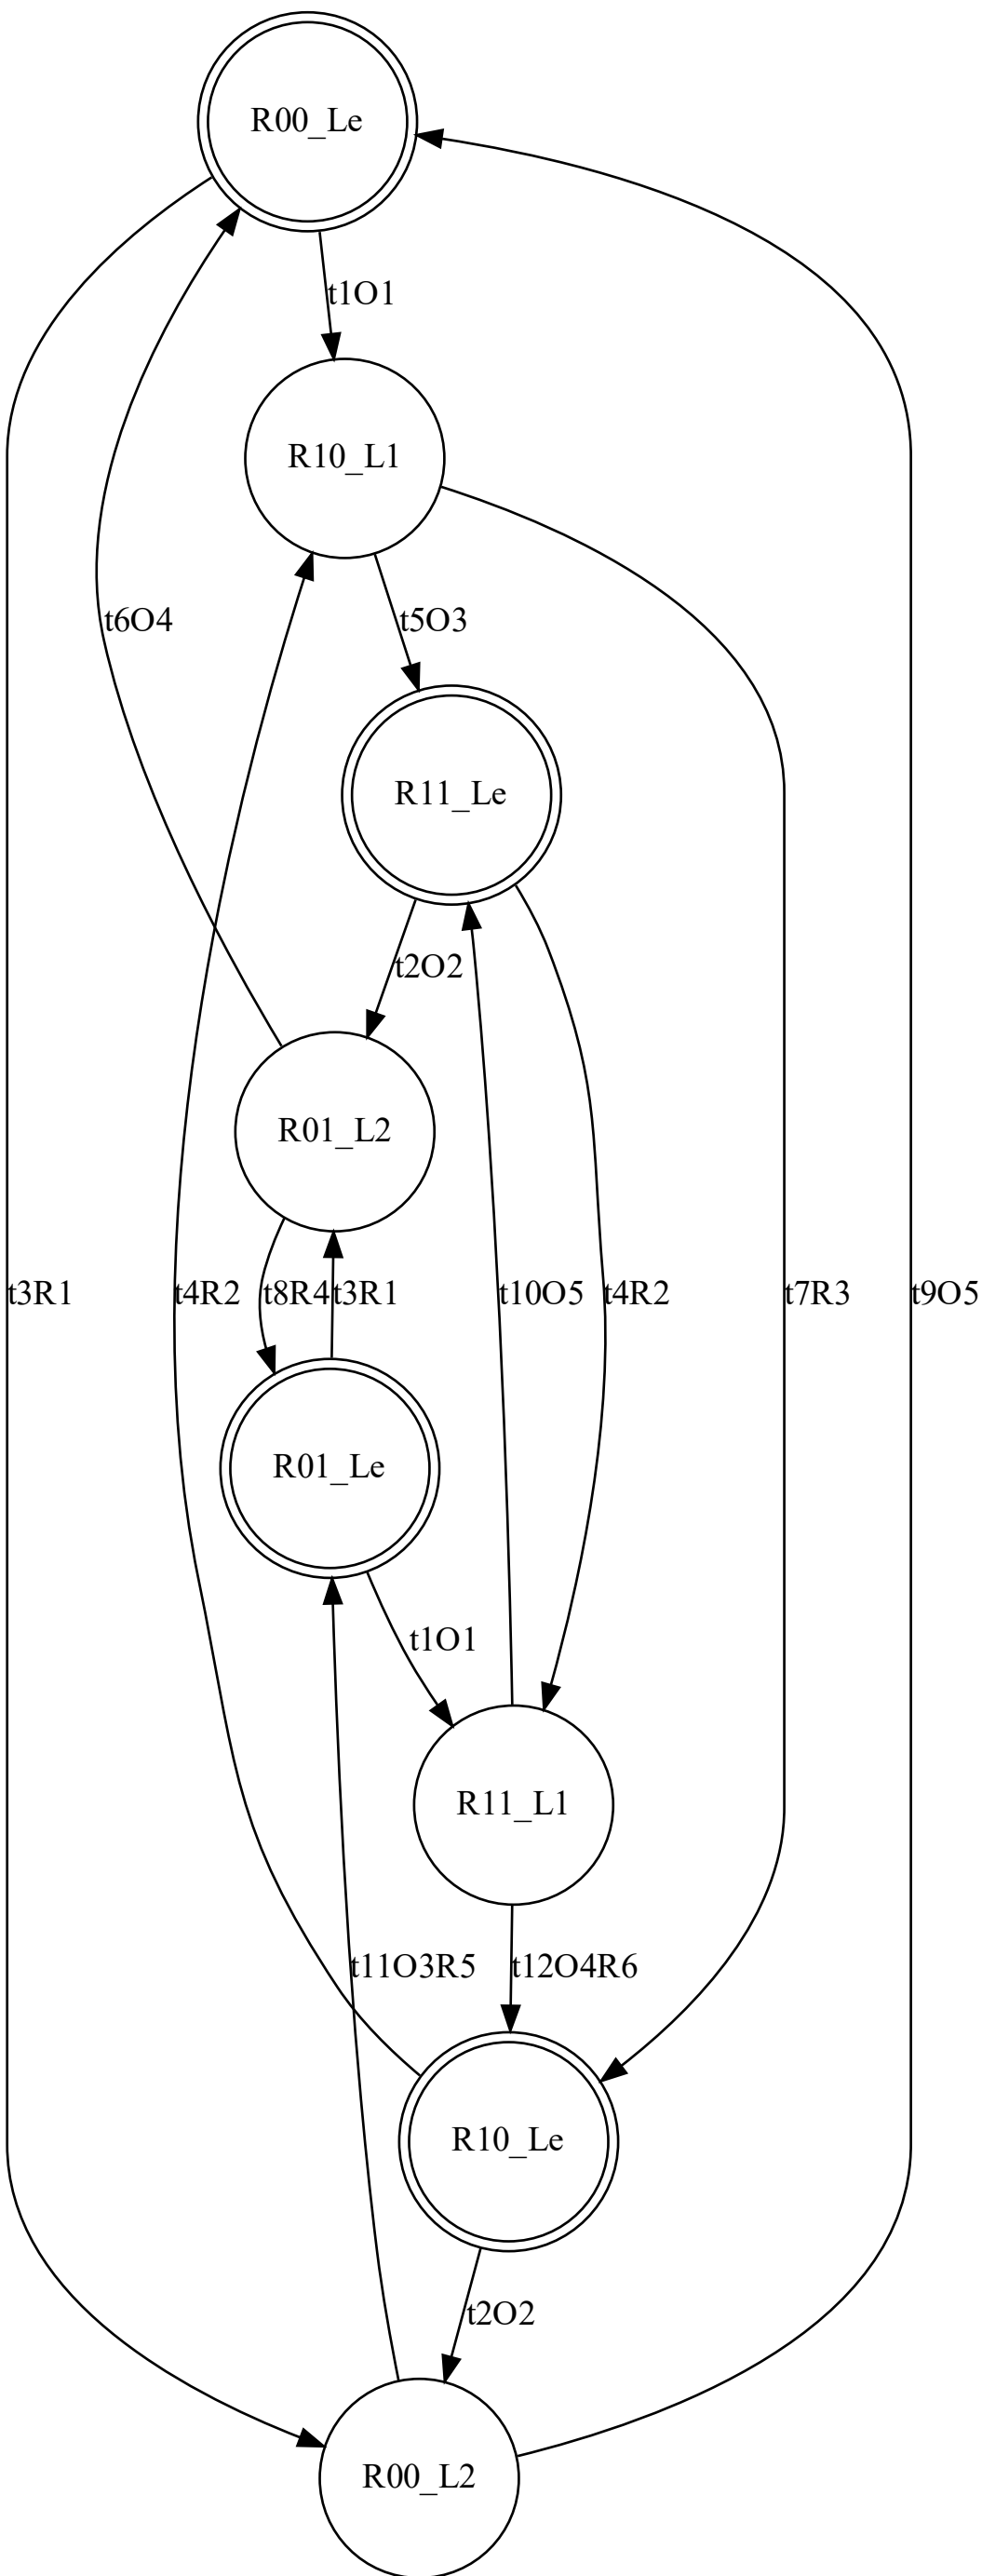 R00_Le
t1O1
R10_L1
t6O4
t5O3
R11_Le
t2O2
R01_L2
t3R1
t4R2
t8R4
t3R1
t10O5
t4R2
t7R3
t9O5
R01_Le
t1O1
R11_L1
t11O3R5
t12O4R6
R10_Le
t2O2
R00_L2